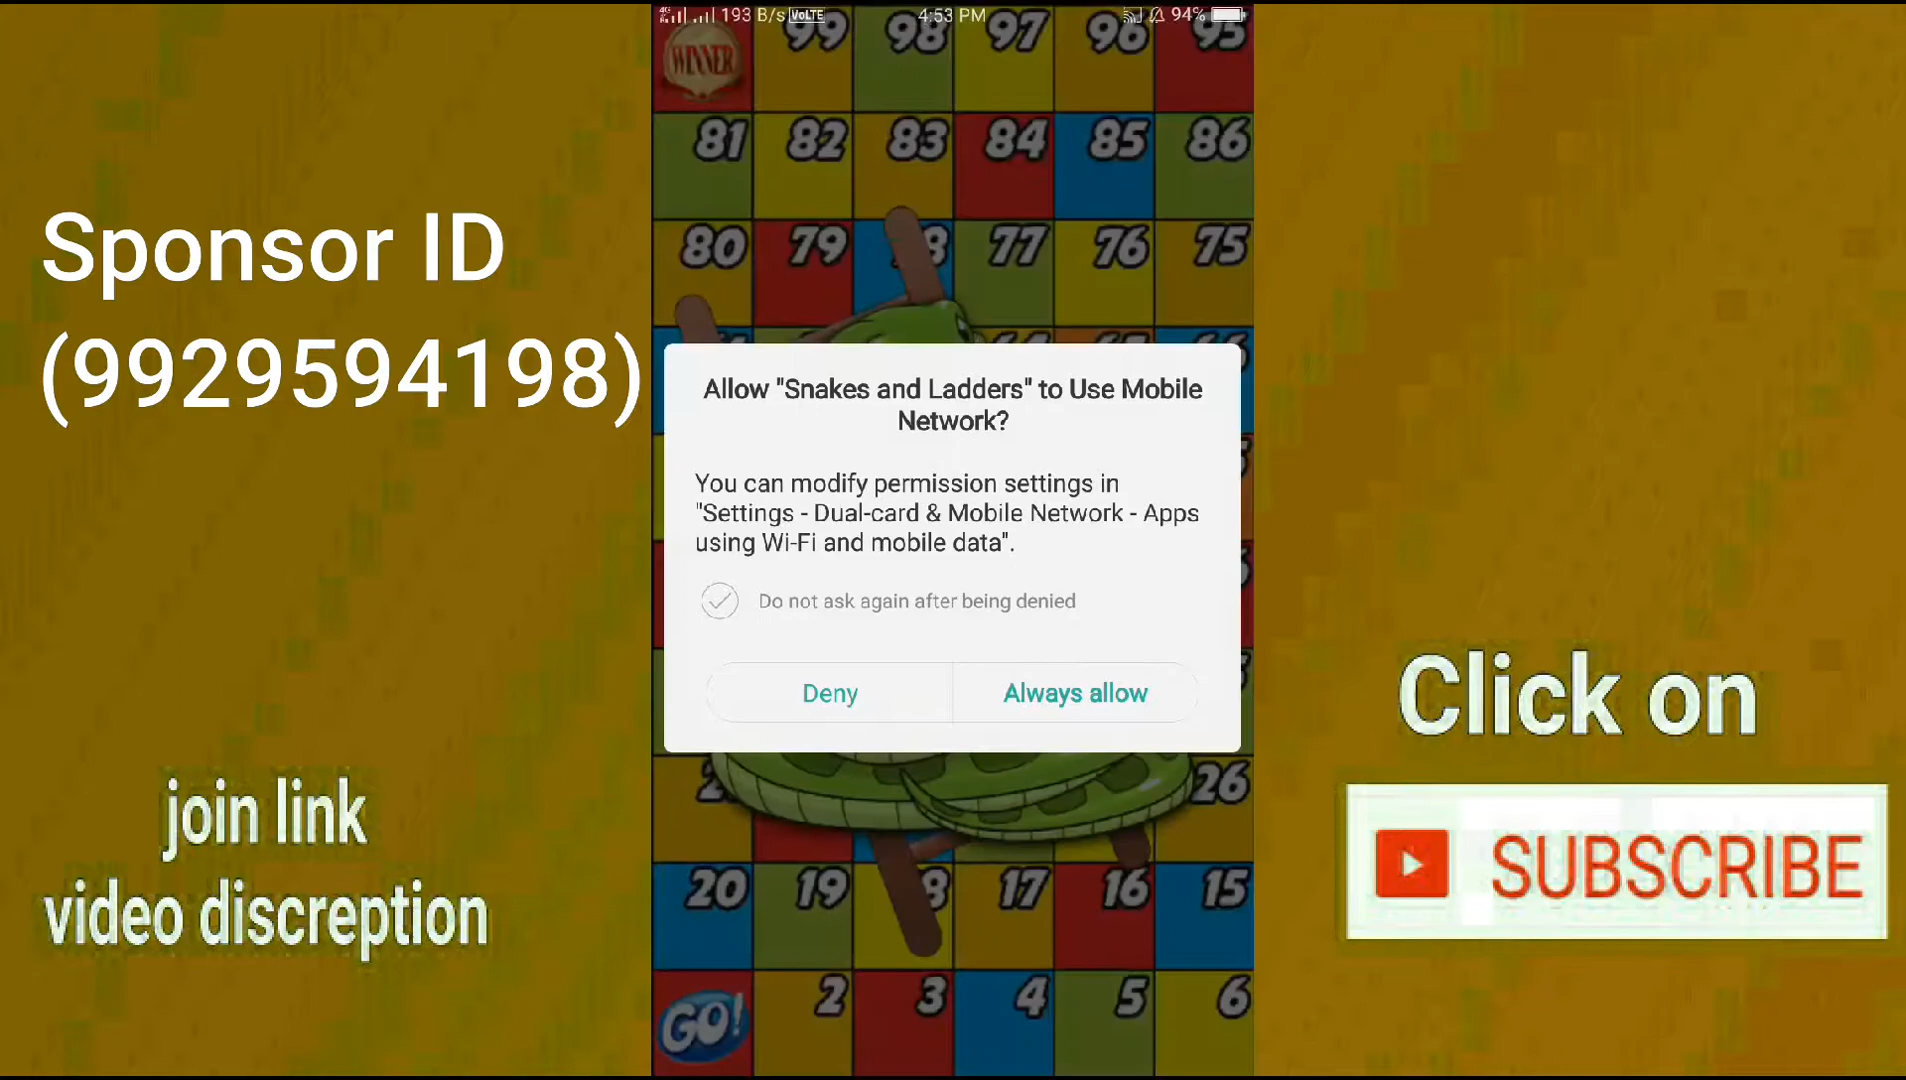 193 B/s VoLTE 4:53 PM 94%
WINNER 99 98 97 96 95
81 82 83 84 85 86
80 79 77 76 75
Sponsor ID
(9929594198)
Allow "Snakes and Ladders" to Use Mobile
Network?
You can modify permission settings in
"Settings - Dual-card & Mobile Network - Apps
using Wi-Fi and mobile data".
Do not ask again after being denied
Deny Always allow
26
20 19 17 16 15
GO! 2 3 4 5 6
join link
video discreption
Click on
SUBSCRIBE